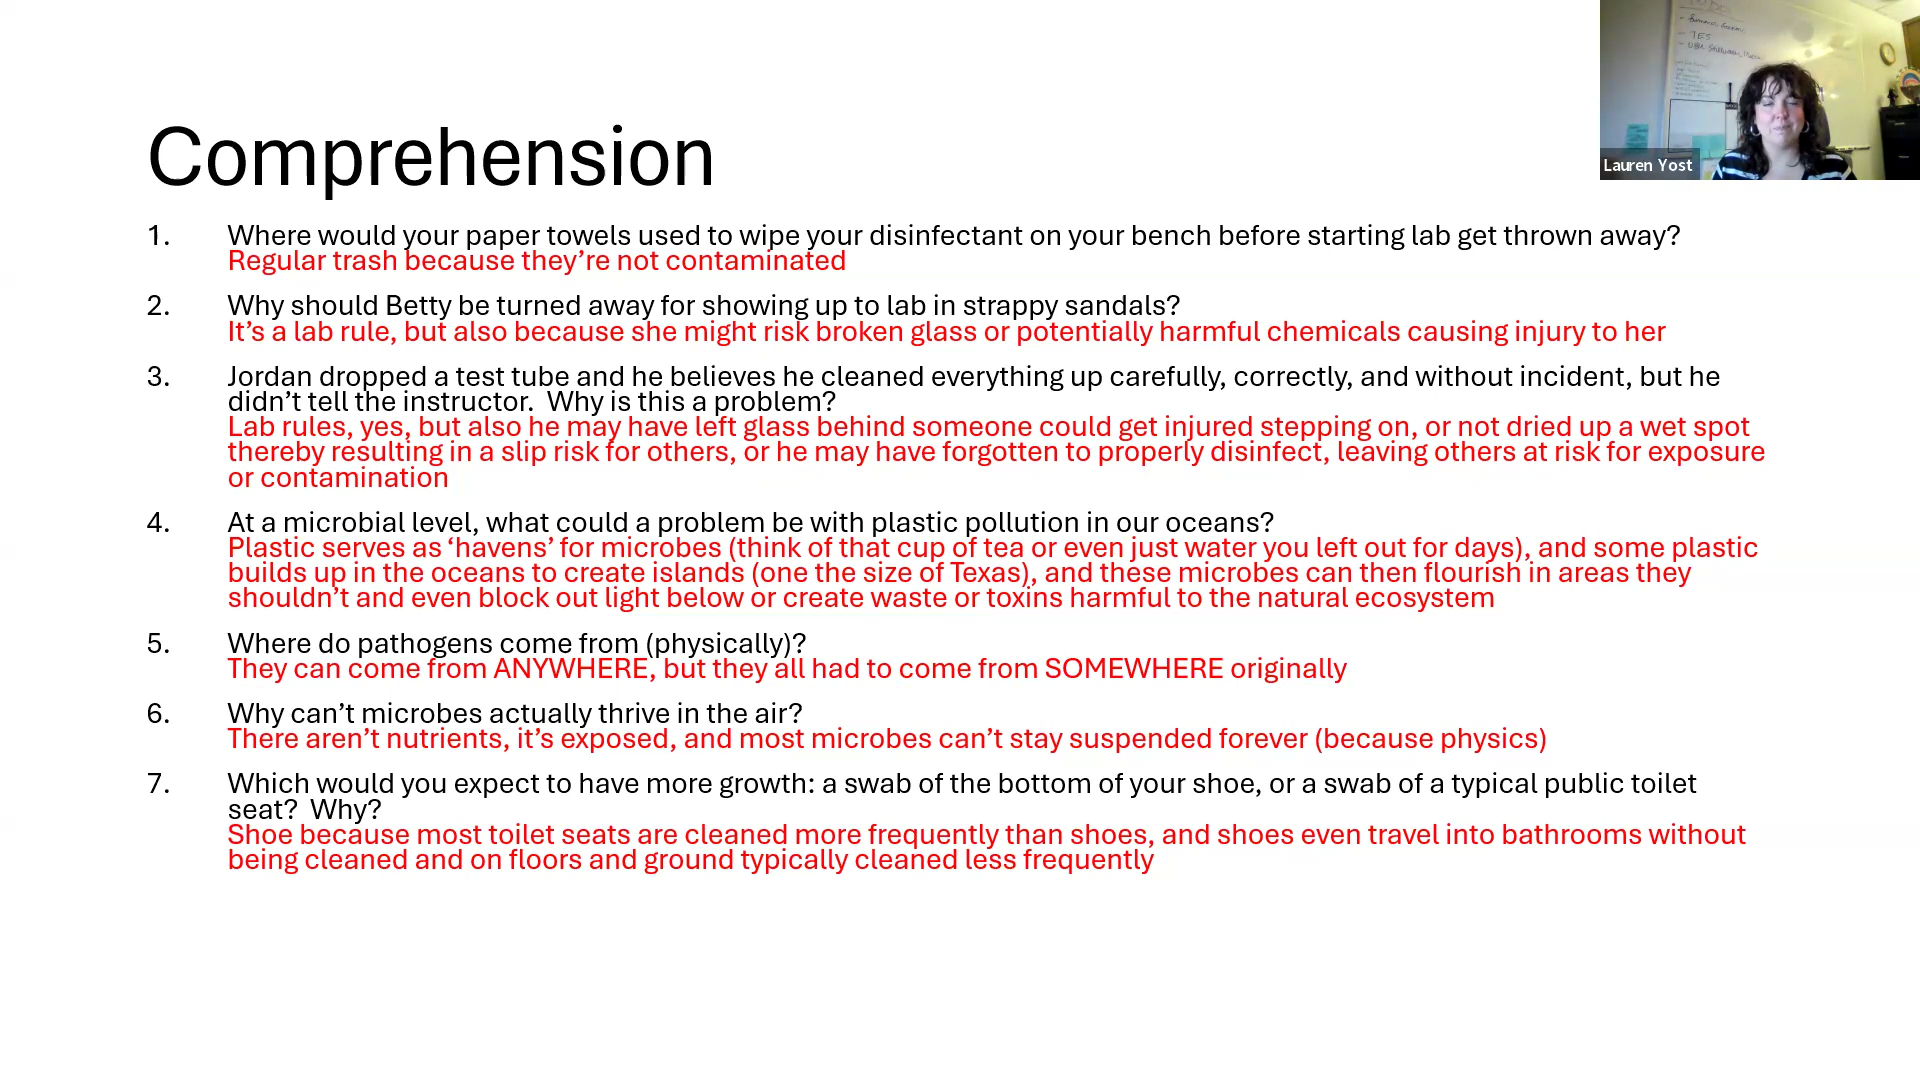 TES
Lauren Yost
Comprehension
1. Where would your paper towels used to wipe your disinfectant on your bench before starting lab get thrown away?
Regular trash because they’re not contaminated
2. Why should Betty be turned away for showing up to lab in strappy sandals?
It’s a lab rule, but also because she might risk broken glass or potentially harmful chemicals causing injury to her
3. Jordan dropped a test tube and he believes he cleaned everything up carefully, correctly, and without incident, but he
didn’t tell the instructor.  Why is this a problem?
Lab rules, yes, but also he may have left glass behind someone could get injured stepping on, or not dried up a wet spot
thereby resulting in a slip risk for others, or he may have forgotten to properly disinfect, leaving others at risk for exposure
or contamination
4. At a microbial level, what could a problem be with plastic pollution in our oceans?
Plastic serves as ‘havens’ for microbes (think of that cup of tea or even just water you left out for days), and some plastic
builds up in the oceans to create islands (one the size of Texas), and these microbes can then flourish in areas they
shouldn’t and even block out light below or create waste or toxins harmful to the natural ecosystem
5. Where do pathogens come from (physically)?
They can come from ANYWHERE, but they all had to come from SOMEWHERE originally
6. Why can’t microbes actually thrive in the air?
There aren’t nutrients, it’s exposed, and most microbes can’t stay suspended forever (because physics)
7. Which would you expect to have more growth: a swab of the bottom of your shoe, or a swab of a typical public toilet
seat?  Why?
Shoe because most toilet seats are cleaned more frequently than shoes, and shoes even travel into bathrooms without
being cleaned and on floors and ground typically cleaned less frequently